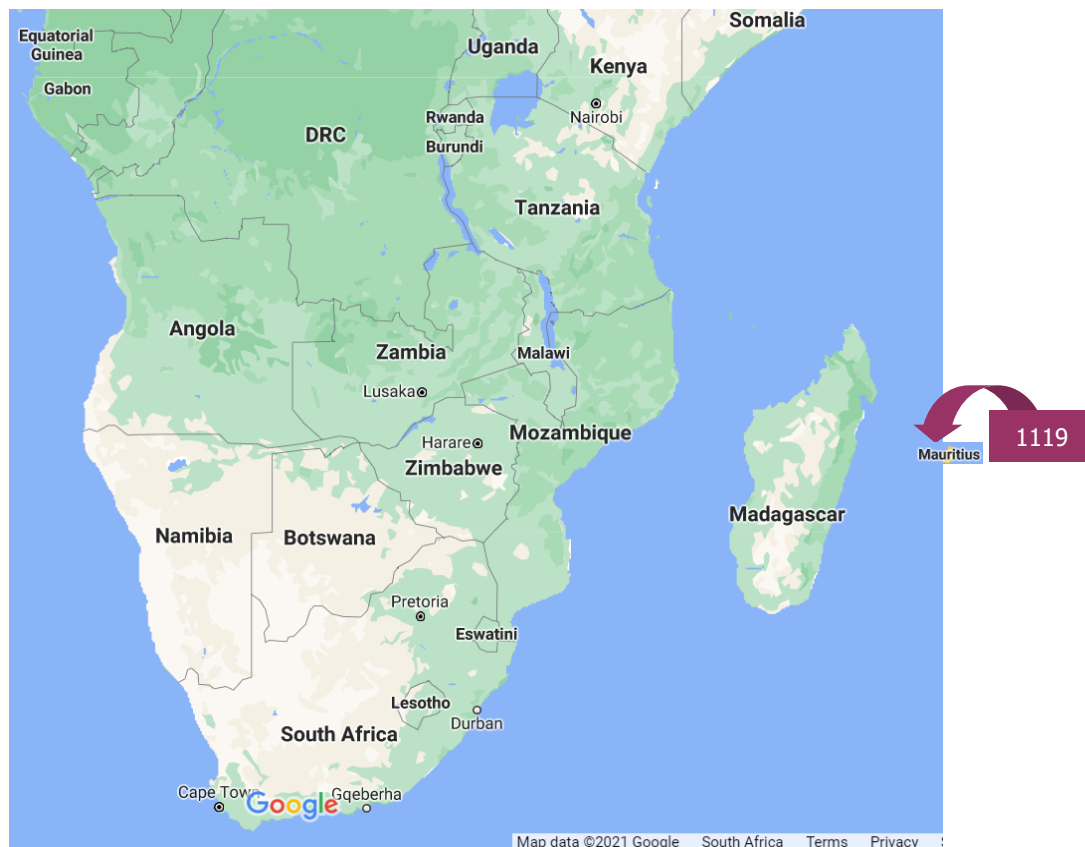 Somalia
Equatorial
Guinea
Uganda
Kenya
Gabon
Nairobi
Rwanda
DRC
Burundi
Tanzania
Angola
Zambia
Malawi
Lusaka
1119
Mozambique
Harare
Mauritius
Zimbabwe
Madagascar
Namibia
Botswana
Pretoria
Eswatini
Lesotho
Durban
South Africa
Cape Town
Google
Gqeberha
Map data ©2021 Google South Africa Terms Privacy